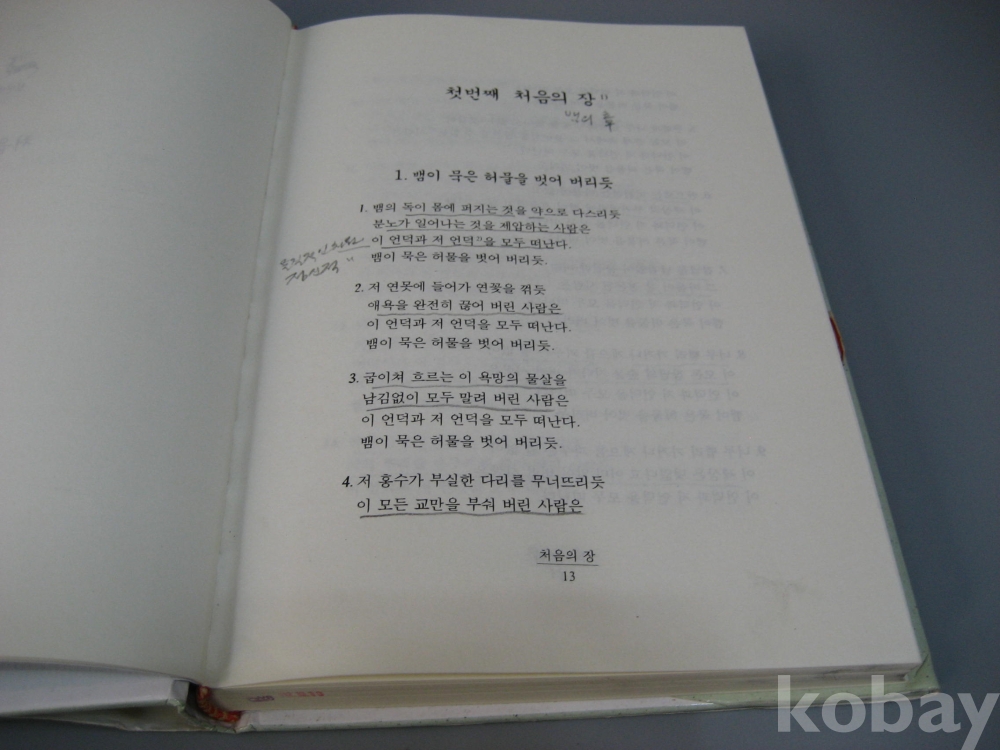 첫번째 처음의 장 1)
뱀의 章
1. 뱀이 묵은 허물을 벗어 버리듯
1. 뱀의 독이 몸에 퍼지는 것을 약으로 다스리듯
분노가 일어나는 것을 제압하는 사람은
이 언덕과 저 언덕2)을 모두 떠난다.
뱀이 묵은 허물을 벗어 버리듯.
정신적 〃
2. 저 연못에 들어가 연꽃을 꺾듯
애욕을 완전히 끊어 버린 사람은
이 언덕과 저 언덕을 모두 떠난다.
뱀이 묵은 허물을 벗어 버리듯.
3. 굽이쳐 흐르는 이 욕망의 물살을
남김없이 모두 말려 버린 사람은
이 언덕과 저 언덕을 모두 떠난다.
뱀이 묵은 허물을 벗어 버리듯.
4. 저 홍수가 부실한 다리를 무너뜨리듯
이 모든 교만을 부숴 버린 사람은
처음의 장
13
kobay